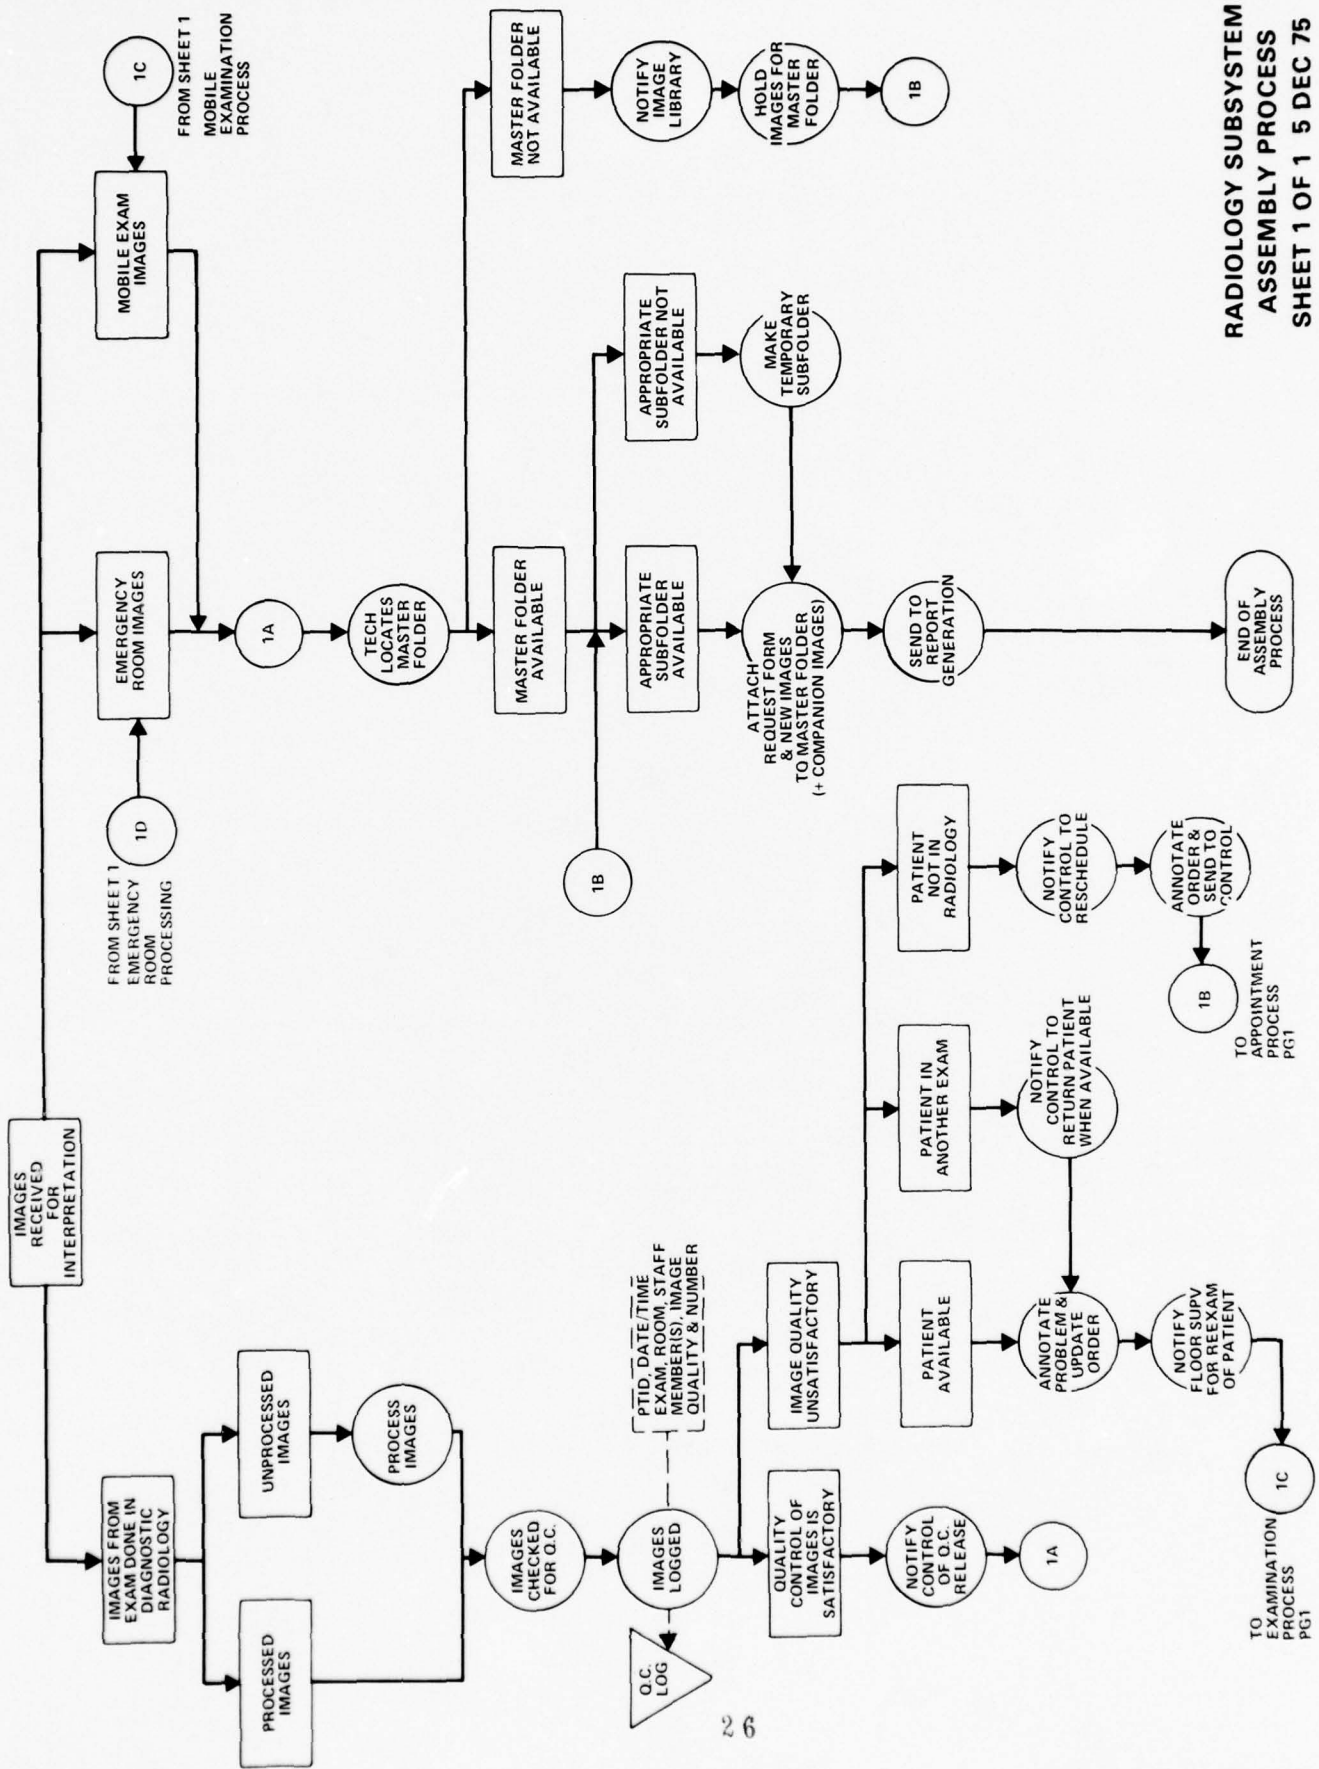 IMAGES
RECEIVED
FOR
INTERPRETATION
IMAGES FROM
EXAM DONE IN
DIAGNOSTIC
RADIOLOGY
PROCESSED
IMAGES
UNPROCESSED
IMAGES
PROCESS
IMAGES
IMAGES
CHECKED
FOR Q.C.
IMAGES
LOGGED
Q.C.
LOG
PTID, DATE/TIME
EXAM, ROOM, STAFF
MEMBER(S), IMAGE
QUALITY & NUMBER
QUALITY
CONTROL OF
IMAGES IS
SATISFACTORY
NOTIFY
CONTROL
OF Q.C.
RELEASE
1A
IMAGE QUALITY
UNSATISFACTORY
PATIENT
AVAILABLE
ANNOTATE
PROBLEM &
UPDATE
ORDER
NOTIFY
FLOOR SUPV
FOR REEXAM
OF PATIENT
1C
TO
EXAMINATION
PROCESS
PG1
PATIENT IN
ANOTHER EXAM
NOTIFY
CONTROL TO
RETURN PATIENT
WHEN AVAILABLE
PATIENT
NOT IN
RADIOLOGY
NOTIFY
CONTROL TO
RESCHEDULE
ANNOTATE
ORDER &
SEND TO
CONTROL
1B
TO
APPOINTMENT
PROCESS
PG1
FROM SHEET 1
EMERGENCY
ROOM
PROCESSING
1D
EMERGENCY
ROOM IMAGES
MOBILE EXAM
IMAGES
1C
FROM SHEET 1
MOBILE
EXAMINATION
PROCESS
1A
TECH
LOCATES
MASTER
FOLDER
MASTER FOLDER
AVAILABLE
MASTER FOLDER
NOT AVAILABLE
NOTIFY
IMAGE
LIBRARY
HOLD
IMAGES FOR
MASTER
FOLDER
1B
1B
APPROPRIATE
SUBFOLDER
AVAILABLE
APPROPRIATE
SUBFOLDER NOT
AVAILABLE
MAKE
TEMPORARY
SUBFOLDER
ATTACH
REQUEST FORM
& NEW IMAGES
TO MASTER FOLDER
(+ COMPANION IMAGES)
SEND TO
REPORT
GENERATION
END OF
ASSEMBLY
PROCESS
RADIOLOGY SUBSYSTEM
ASSEMBLY PROCESS
SHEET 1 OF 1 5 DEC 75
26